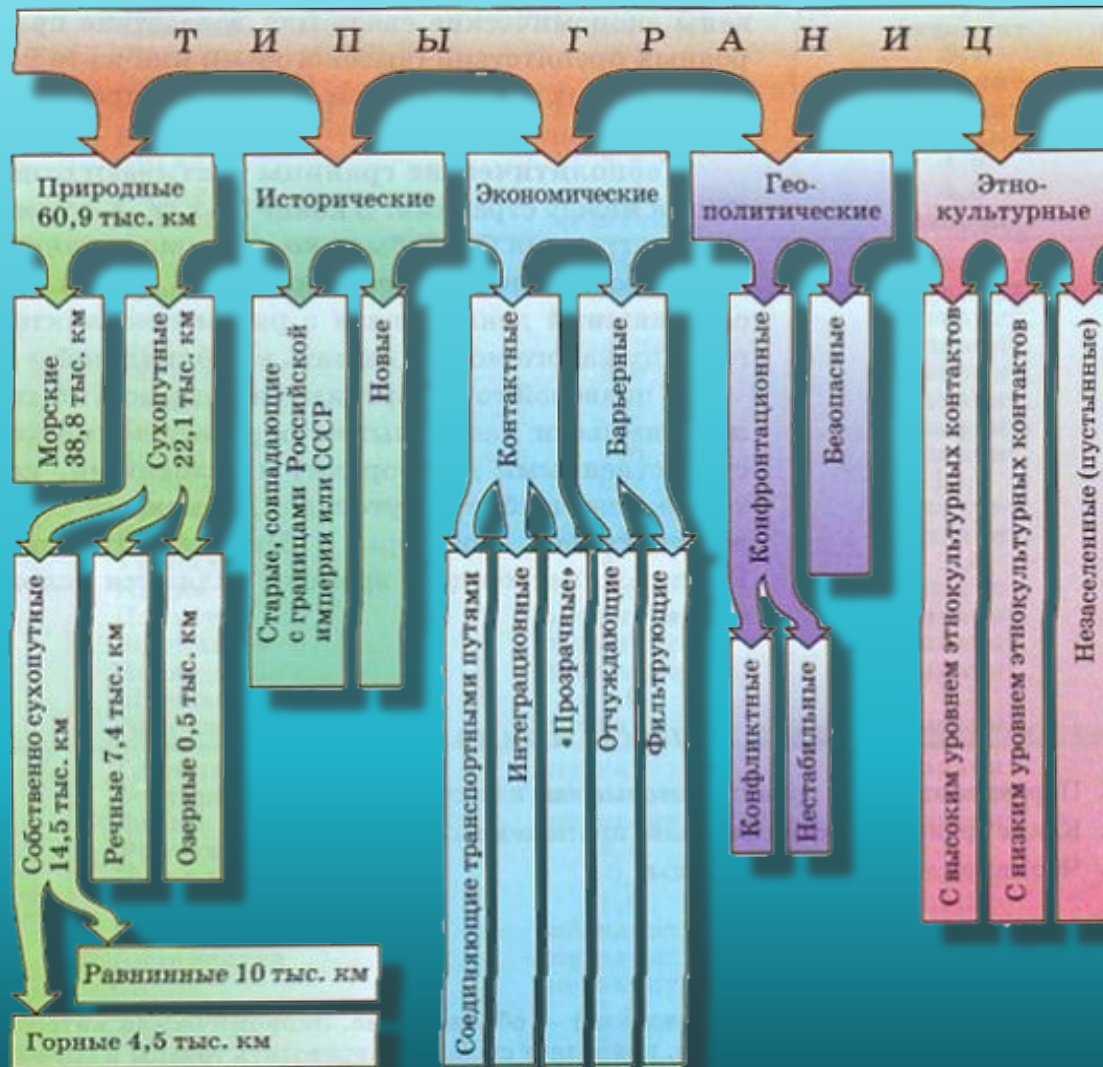 ТИПЫ ГРАНИЦ
Природные
60,9 тыс. км
Исторические
Экономические
Гео-
политические
Этно-
культурные
Морские
38,8 тыс. км
Сухопутные
22,1 тыс. км
Старые, совпадающие
с границами Российской
империи или СССР
Новые
Контактные
Барьерные
Конфронтационные
Безопасные
С высоким уровнем этнокультурных контактов
С низким уровнем этнокультурных контактов
Незаселенные (пустынные)
Собственно сухопутные
14,5 тыс. км
Речные 7,4 тыс. км
Озерные 0,5 тыс. км
Соединяющие транспортными путями
Интеграционные
«Прозрачные»
Отчуждающие
Фильтрующие
Конфликтные
Нестабильные
Равнинные 10 тыс. км
Горные 4,5 тыс. км